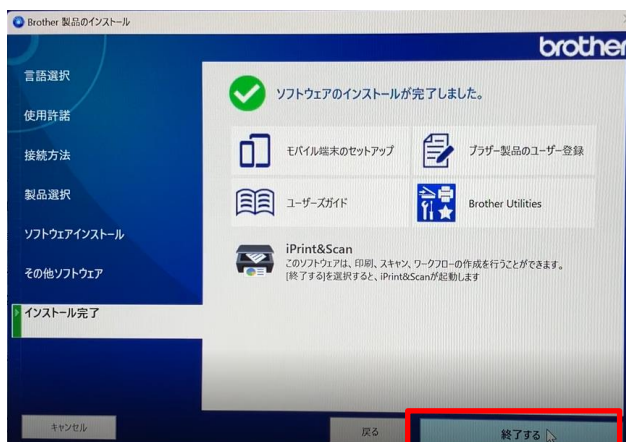 Brother 製品のインストール
brother
言語選択
使用許諾
接続方法
製品選択
ソフトウェアインストール
その他ソフトウェア
インストール完了
ソフトウェアのインストールが完了しました。
モバイル端末のセットアップ
ブラザー製品のユーザー登録
ユーザーズガイド
Brother Utilities
iPrint&Scan
このソフトウェアは、印刷、スキャン、ワークフローの作成を行うことができます。
[終了する]を選択すると、iPrint&Scanが起動します
キャンセル
戻る
終了する